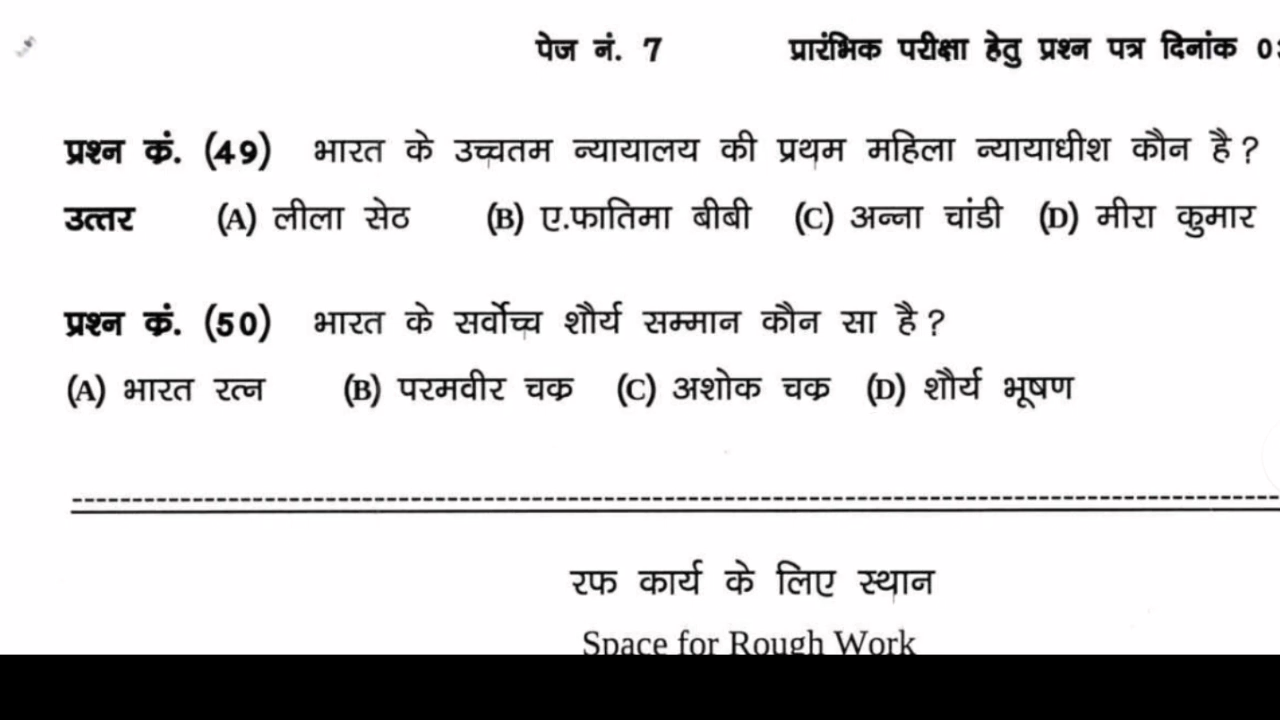 पेज नं. 7 प्रारंभिक परीक्षा हेतु प्रश्न पत्र दिनांक
प्रश्न कं. (49) भारत के उच्चतम न्यायालय की प्रथम महिला न्यायाधीश कौन है ?
उत्तर (A) लीला सेठ (B) ए.फातिमा बीबी (C) अन्ना चांडी (D) मीरा कुमार
प्रश्न कं. (50) भारत के सर्वोच्च शौर्य सम्मान कौन सा है ?
(A) भारत रत्न (B) परमवीर चक्र (C) अशोक चक्र (D) शौर्य भूषण
रफ कार्य के लिए स्थान
Space for Rough Work